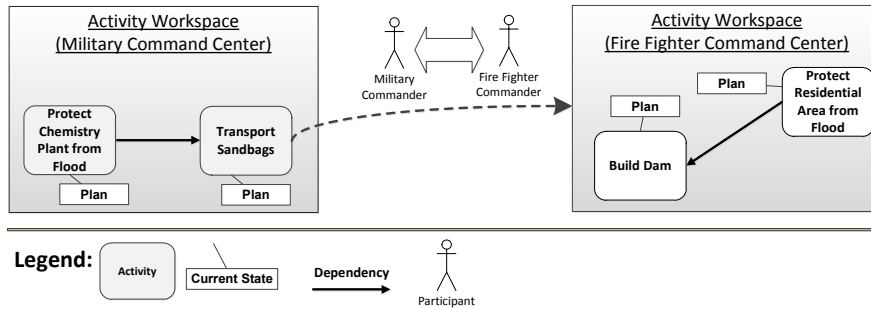 Activity Workspace
(Military Command Center)
Protect
Chemistry
Plant from
Flood
Plan
Transport
Sandbags
Plan
Military
Commander
Fire Fighter
Commander
Activity Workspace
(Fire Fighter Command Center)
Plan
Protect
Residential
Area from
Flood
Plan
Build Dam
Legend:
Activity
Current State
Dependency
Participant